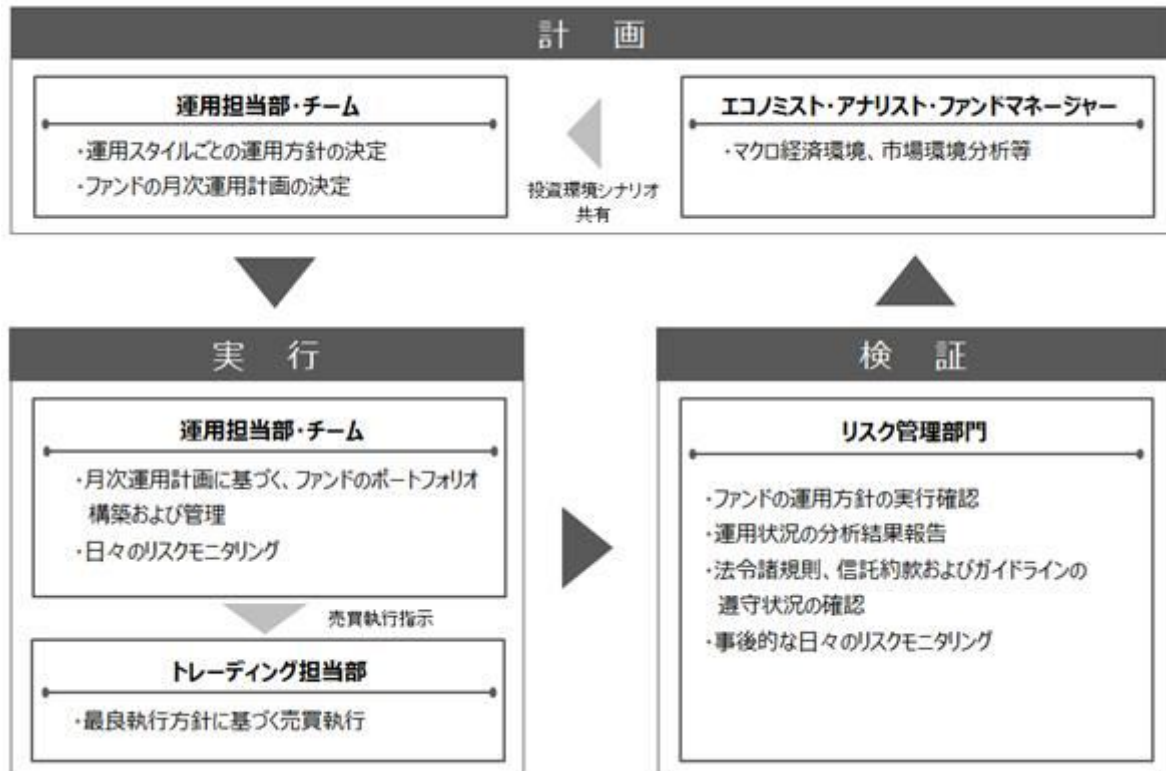 計 画
運用担当部・チーム
・運用スタイルごとの運用方針の決定
・ファンドの月次運用計画の決定
投資環境シナリオ
共有
エコノミスト・アナリスト・ファンドマネージャー
・マクロ経済環境、市場環境分析等
実 行
運用担当部・チーム
・月次運用計画に基づく、ファンドのポートフォリオ
構築および管理
・日々のリスクモニタリング
売買執行指示
トレーディング担当部
・最良執行方針に基づく売買執行
検 証
リスク管理部門
・ファンドの運用方針の実行確認
・運用状況の分析結果報告
・法令諸規則、信託約款およびガイドラインの
遵守状況の確認
・事後的な日々のリスクモニタリング